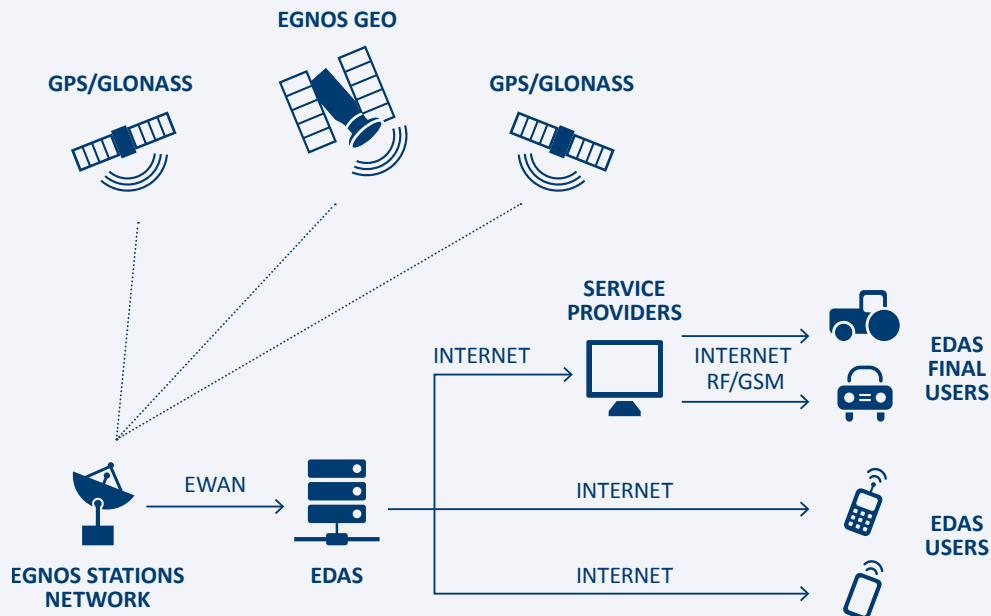 EGNOS GEO
GPS/GLONASS
GPS/GLONASS
SERVICE
PROVIDERS
INTERNET
INTERNET
RF/GSM
EDAS
FINAL
USERS
EWAN
INTERNET
EDAS
USERS
EGNOS STATIONS
NETWORK
EDAS
INTERNET